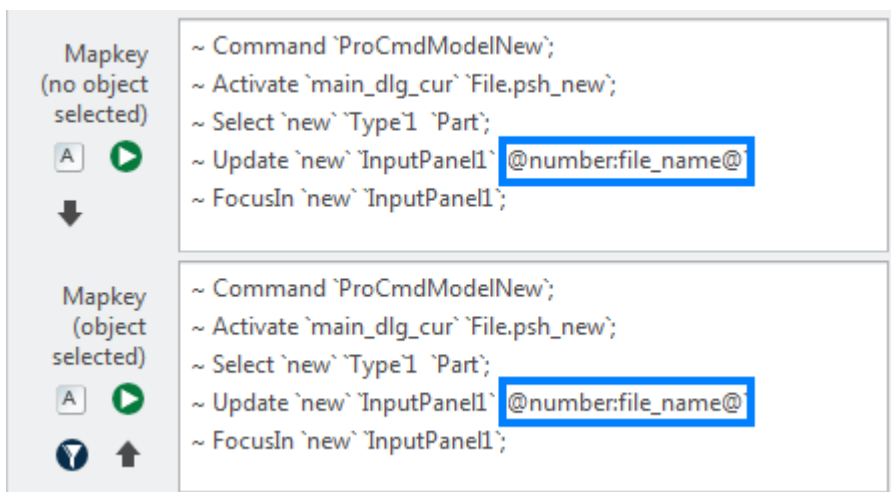 Mapkey
(no object
selected)
A
~ Command `ProCmdModelNew`;
~ Activate `main_dlg_cur` `File.psh_new`;
~ Select `new` `Type`1 `Part`;
~ Update `new` `InputPanel1` `@number:file_name@`
~ FocusIn `new` `InputPanel1`;
Mapkey
(object
selected)
A
~ Command `ProCmdModelNew`;
~ Activate `main_dlg_cur` `File.psh_new`;
~ Select `new` `Type`1 `Part`;
~ Update `new` `InputPanel1` `@number:file_name@`
~ FocusIn `new` `InputPanel1`;